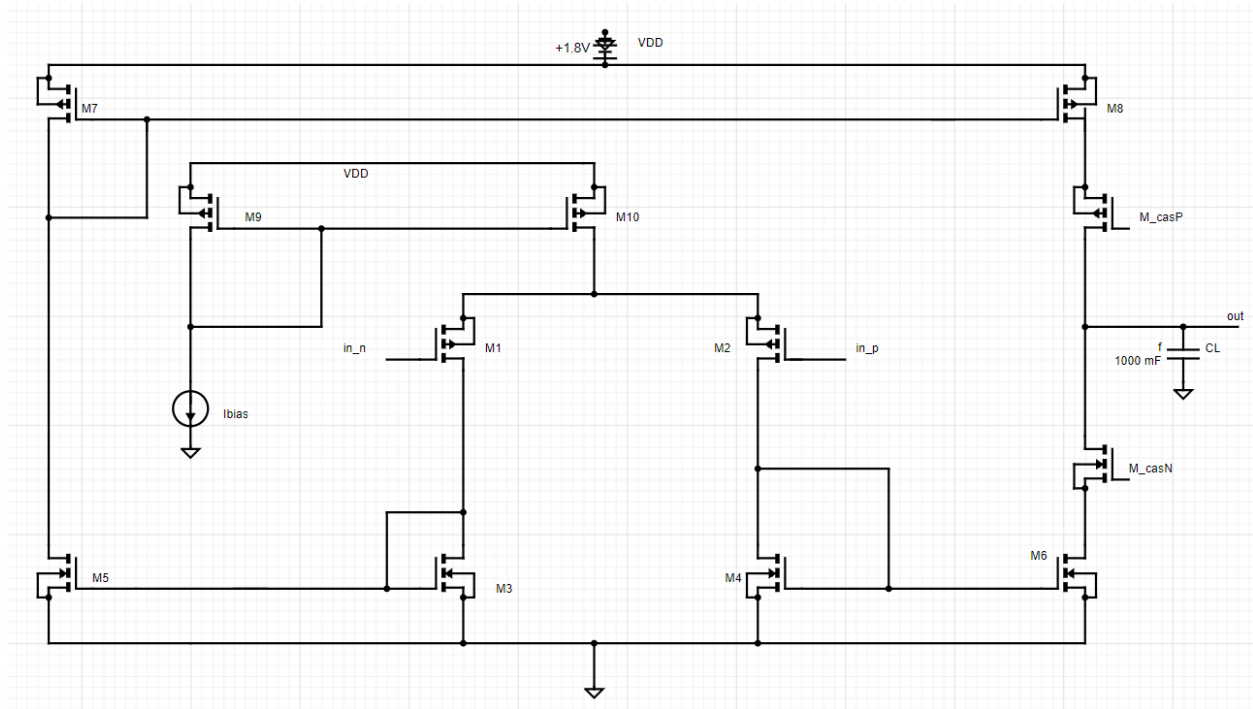 +1.8V
VDD
M7
M8
VDD
M9
M10
M_casP
in_n
M1
M2
in_p
out
f
1000 mF
CL
Ibias
M_casN
M5
M3
M4
M6